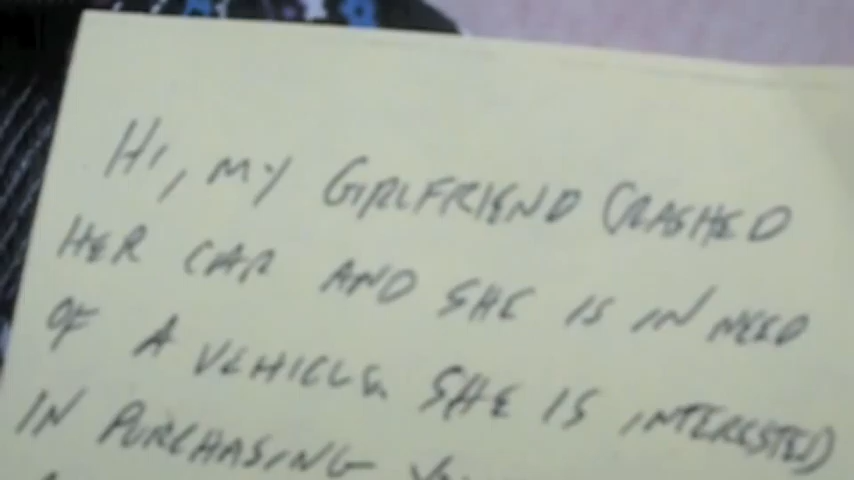 HI, MY GIRLFRIEND CRASHED
HER CAR AND SHE IS IN NEED
OF A VEHICLE. SHE IS INTERESTED
IN PURCHASING